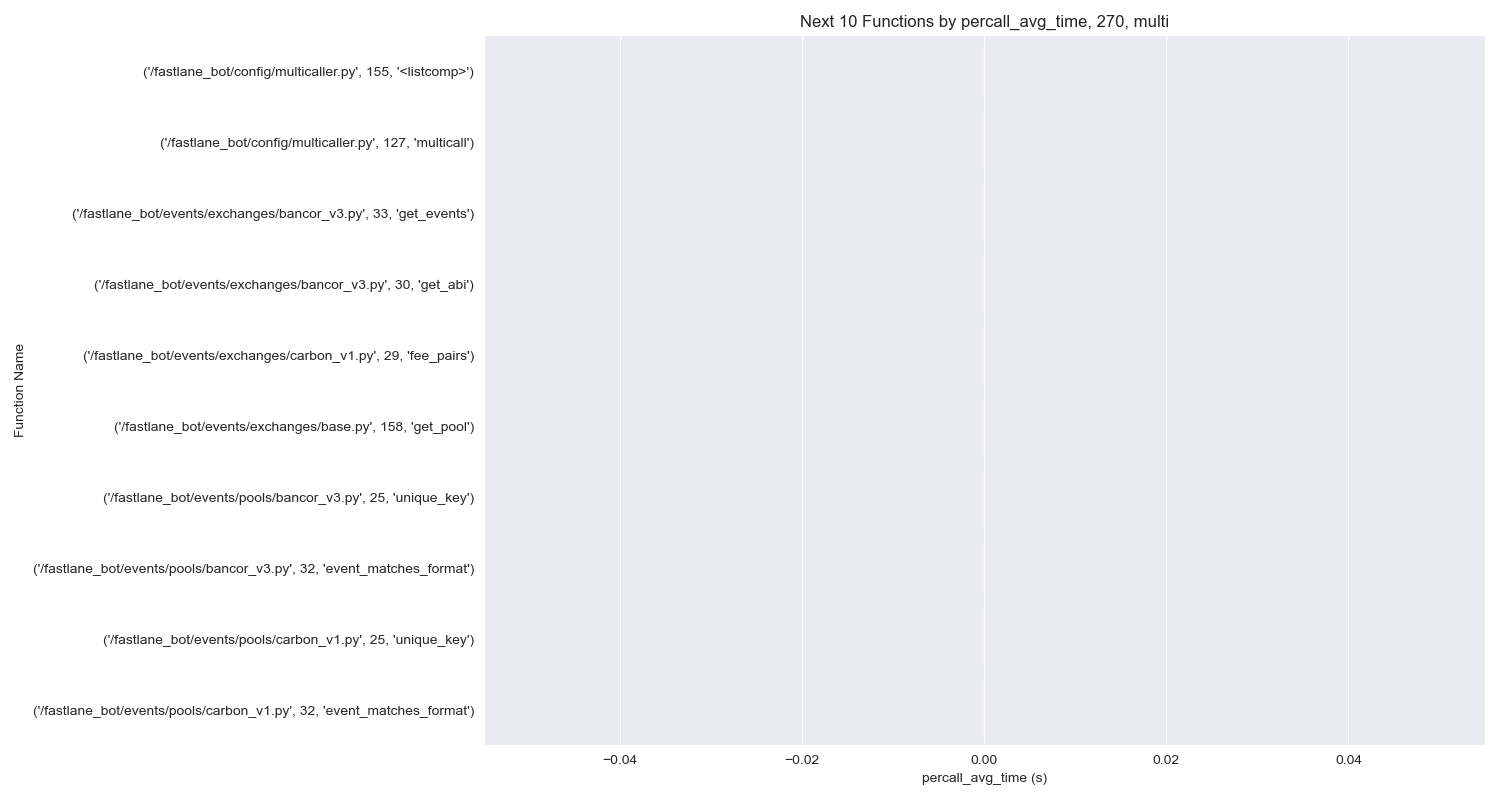 Next 10 Functions by percall_avg_time, 270, multi
('/fastlane_bot/config/multicaller.py', 155, '<listcomp>')
('/fastlane_bot/config/multicaller.py', 127, 'multicall')
('/fastlane_bot/events/exchanges/bancor_v3.py', 33, 'get_events')
('/fastlane_bot/events/exchanges/bancor_v3.py', 30, 'get_abi')
('/fastlane_bot/events/exchanges/carbon_v1.py', 29, 'fee_pairs')
('/fastlane_bot/events/exchanges/base.py', 158, 'get_pool')
('/fastlane_bot/events/pools/bancor_v3.py', 25, 'unique_key')
('/fastlane_bot/events/pools/bancor_v3.py', 32, 'event_matches_format')
('/fastlane_bot/events/pools/carbon_v1.py', 25, 'unique_key')
('/fastlane_bot/events/pools/carbon_v1.py', 32, 'event_matches_format')
Function Name
−0.04 −0.02 0.00 0.02 0.04
percall_avg_time (s)